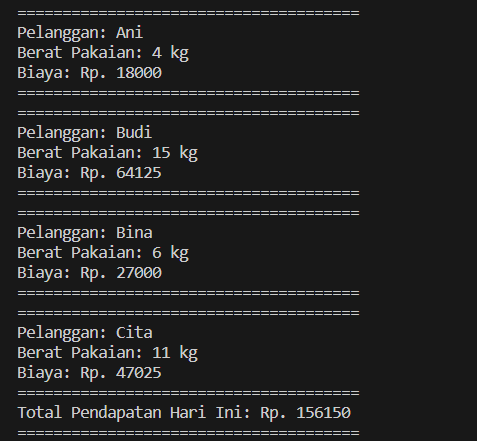 ======================================
Pelanggan: Ani
Berat Pakaian: 4 kg
Biaya: Rp. 18000
======================================
======================================
Pelanggan: Budi
Berat Pakaian: 15 kg
Biaya: Rp. 64125
======================================
======================================
Pelanggan: Bina
Berat Pakaian: 6 kg
Biaya: Rp. 27000
======================================
======================================
Pelanggan: Cita
Berat Pakaian: 11 kg
Biaya: Rp. 47025
======================================
Total Pendapatan Hari Ini: Rp. 156150
======================================